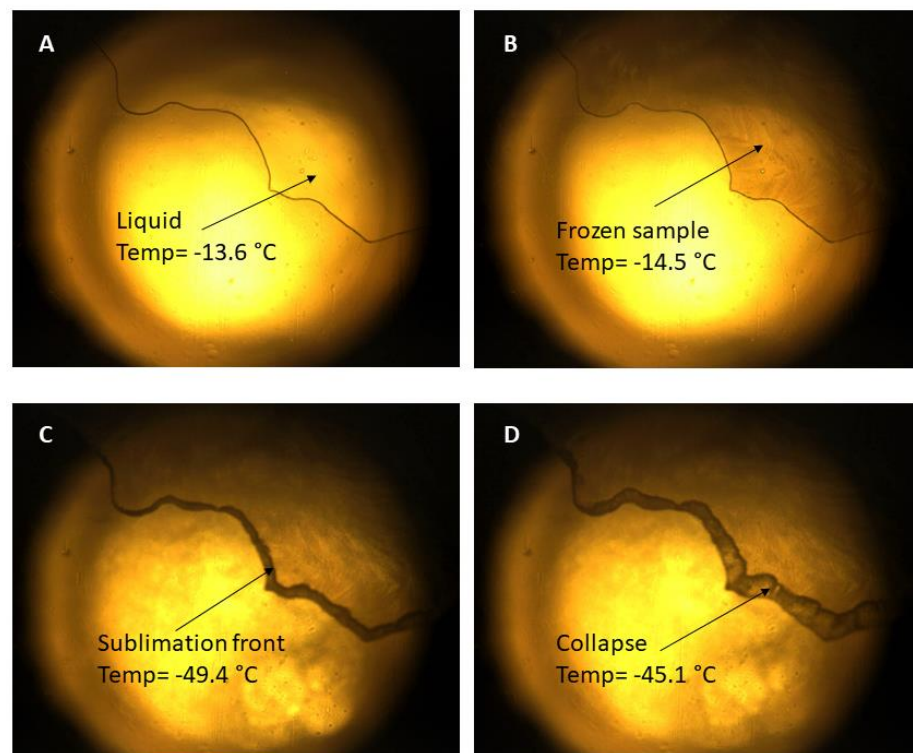 A
Liquid
Temp= -13.6 °C
B
Frozen sample
Temp= -14.5 °C
C
Sublimation front
Temp= -49.4 °C
D
Collapse
Temp= -45.1 °C